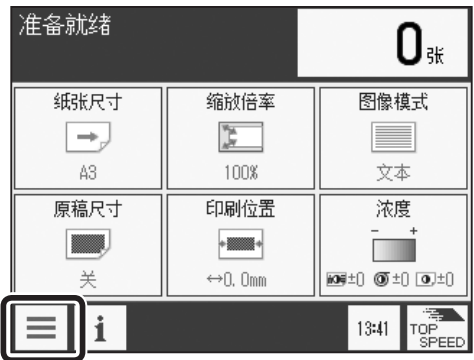 准备就绪
0张
纸张尺寸
缩放倍率
图像模式
A3
100%
文本
原稿尺寸
印刷位置
浓度
- +
关
↔0.0mm
±0 ±0 ±0
i
13:41
TOP
SPEED